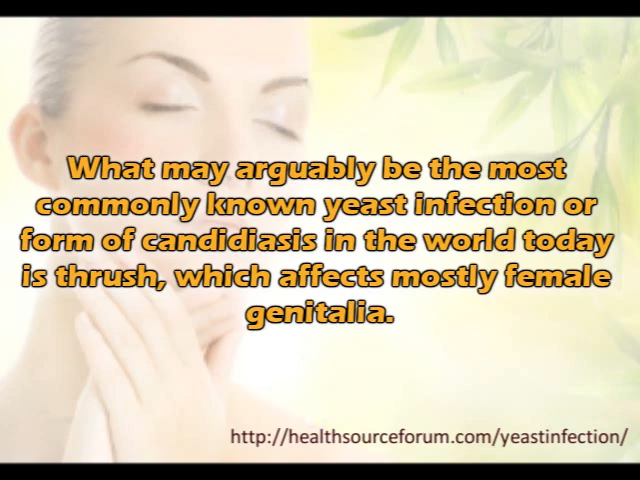 What may arguably be the most
commonly known yeast infection or
form of candidiasis in the world today
is thrush, which affects mostly female
genitalia.
http://healthsourceforum.com/yeastinfection/